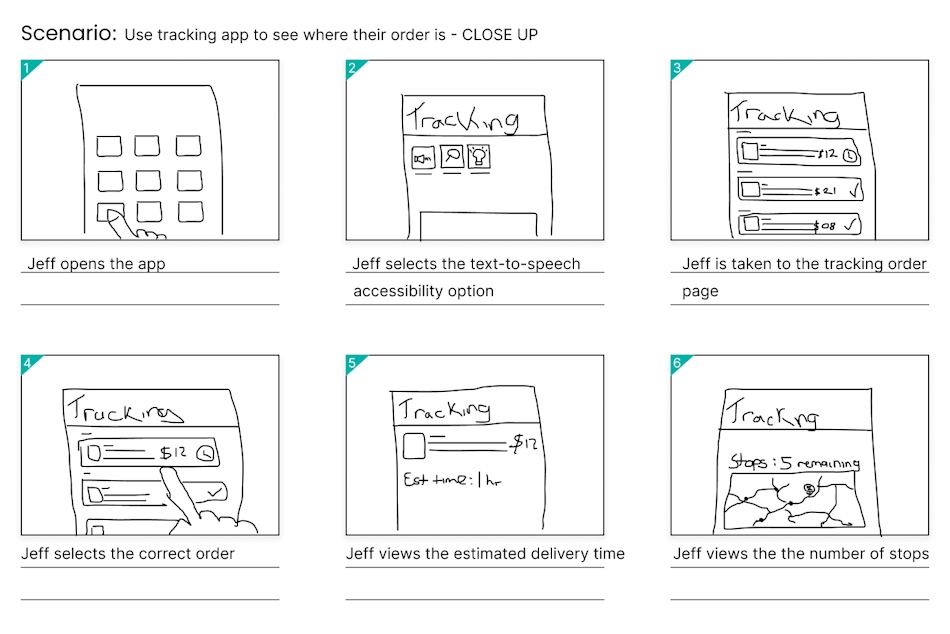 Scenario: Use tracking app to see where their order is - CLOSE UP
1
2
Tracking
3
Tracking
$12
$21
$08
Jeff opens the app
Jeff selects the text-to-speech
accessibility option
Jeff is taken to the tracking order
page
4
Tracking
$12
5
Tracking
$12
Est time: 1 hr
6
Trackng
Stops: 5 remaining
5
Jeff selects the correct order
Jeff views the estimated delivery time
Jeff views the the number of stops